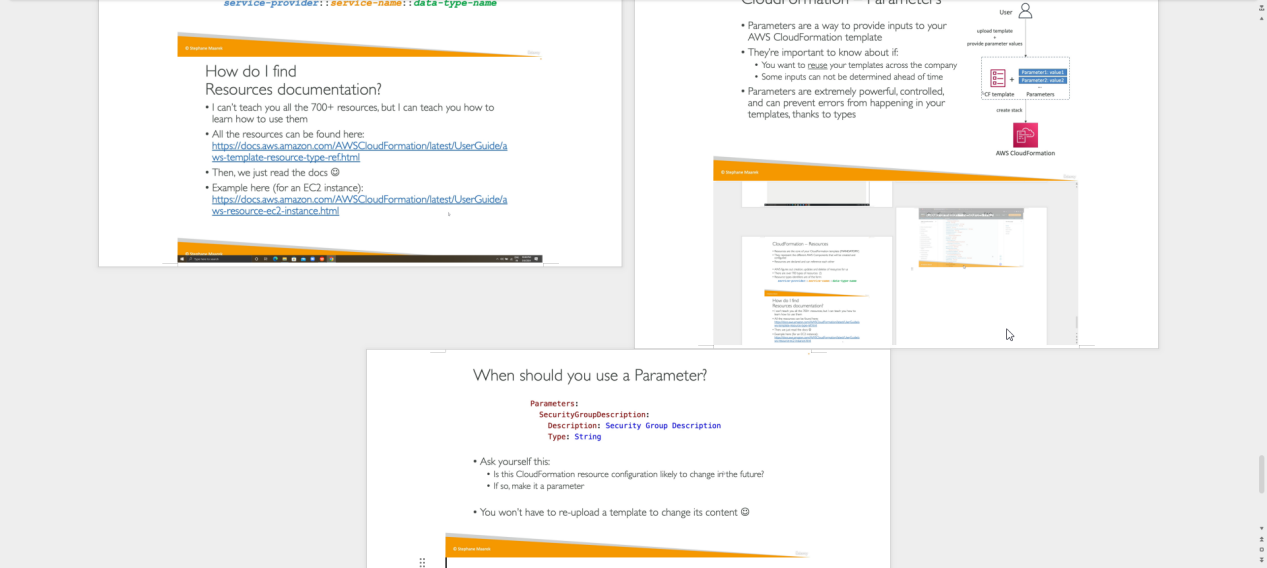 service-provider::service-name::data-type-name
© Stephane Maarek
How do I find
Resources documentation?
• I can't teach you all the 700+ resources, but I can teach you how to
learn how to use them
• All the resources can be found here:
https://docs.aws.amazon.com/AWSCloudFormation/latest/UserGuide/a
ws-template-resource-type-ref.html
• Then, we just read the docs ☺
• Example here (for an EC2 instance):
https://docs.aws.amazon.com/AWSCloudFormation/latest/UserGuide/a
ws-resource-ec2-instance.html
CloudFormation – Parameters
• Parameters are a way to provide inputs to your
AWS CloudFormation template
• They're important to know about if:
• You want to reuse your templates across the company
• Some inputs can not be determined ahead of time
• Parameters are extremely powerful, controlled,
and can prevent errors from happening in your
templates, thanks to types
User
upload template
+
provide parameter values
Parameter1: value1
Parameter2: value2
...
+
CF template
Parameters
create stack
AWS CloudFormation
© Stephane Maarek
CloudFormation – Resources
service-provider::service-name::data-type-name
How do I find
Resources documentation?
When should you use a Parameter?
Parameters:
SecurityGroupDescription:
Description: Security Group Description
Type: String
• Ask yourself this:
• Is this CloudFormation resource configuration likely to change in the future?
• If so, make it a parameter
• You won't have to re-upload a template to change its content ☺
© Stephane Maarek